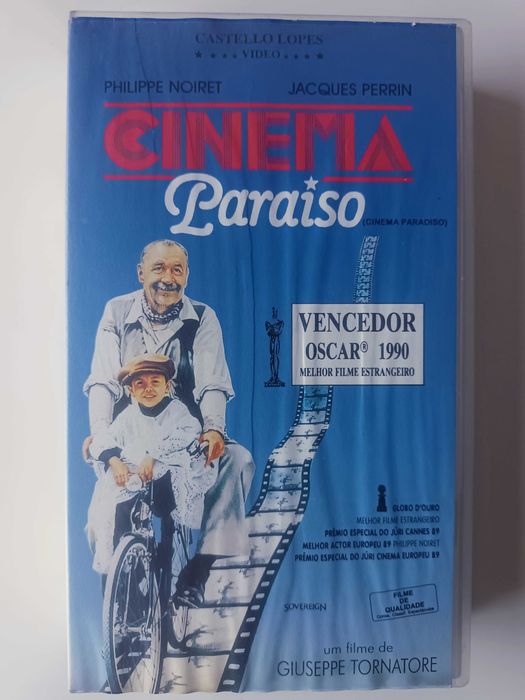 CASTELLO LOPES
VIDEO
PHILIPPE NOIRET JACQUES PERRIN
CINEMA
Paraiso
(CINEMA PARADISO)
VENCEDOR
OSCAR® 1990
MELHOR FILME ESTRANGEIRO
GLOBO D'OURO
MELHOR FILME ESTRANGEIRO
PRÉMIO ESPECIAL DO JÚRI CANNES 89
MELHOR ACTOR EUROPEU 89 PHILIPPE NOIRET
PRÉMIO ESPECIAL DO JÚRI CINEMA EUROPEU 89
SOVEREIGN
FILME
DE
QUALIDADE
um filme de
GIUSEPPE TORNATORE